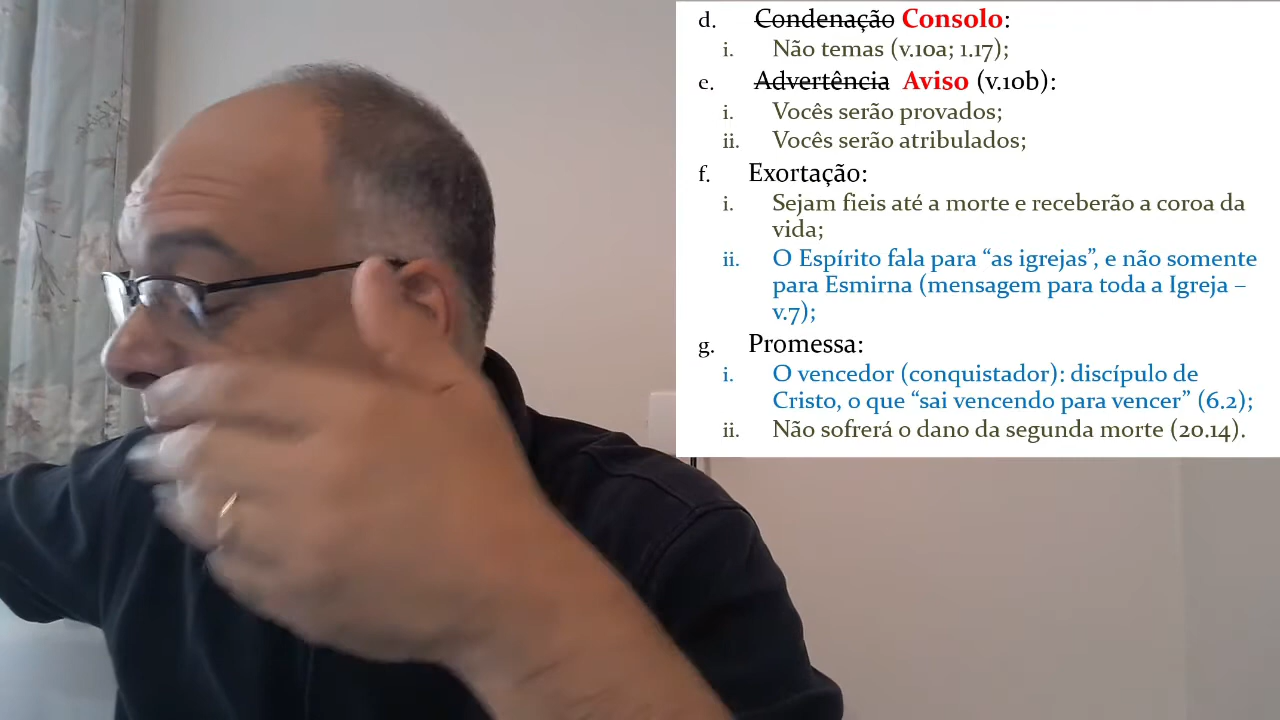 d. Condenação Consolo:
i. Não temas (v.10a; 1.17);
e. Advertência Aviso (v.10b):
i. Vocês serão provados;
ii. Vocês serão atribulados;
f. Exortação:
i. Sejam fieis até a morte e receberão a coroa da
vida;
ii. O Espírito fala para “as igrejas”, e não somente
para Esmirna (mensagem para toda a Igreja –
v.7);
g. Promessa:
i. O vencedor (conquistador): discípulo de
Cristo, o que “sai vencendo para vencer” (6.2);
ii. Não sofrerá o dano da segunda morte (20.14).